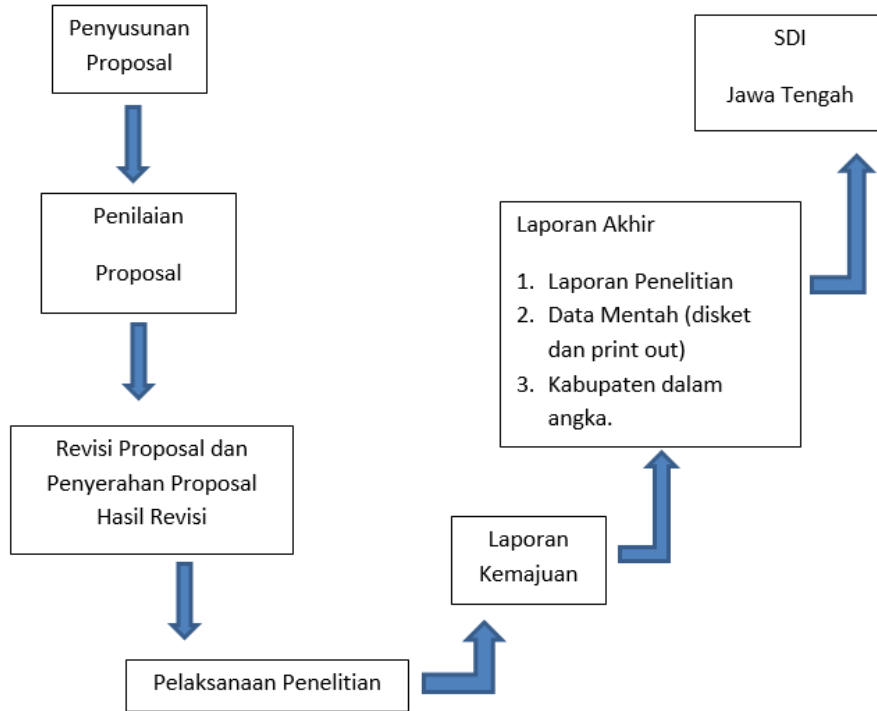 Penyusunan
Proposal
Penilaian
Proposal
Revisi Proposal dan
Penyerahan Proposal
Hasil Revisi
Pelaksanaan Penelitian
Laporan
Kemajuan
Laporan Akhir
1. Laporan Penelitian
2. Data Mentah (disket
dan print out)
3. Kabupaten dalam
angka.
SDI
Jawa Tengah